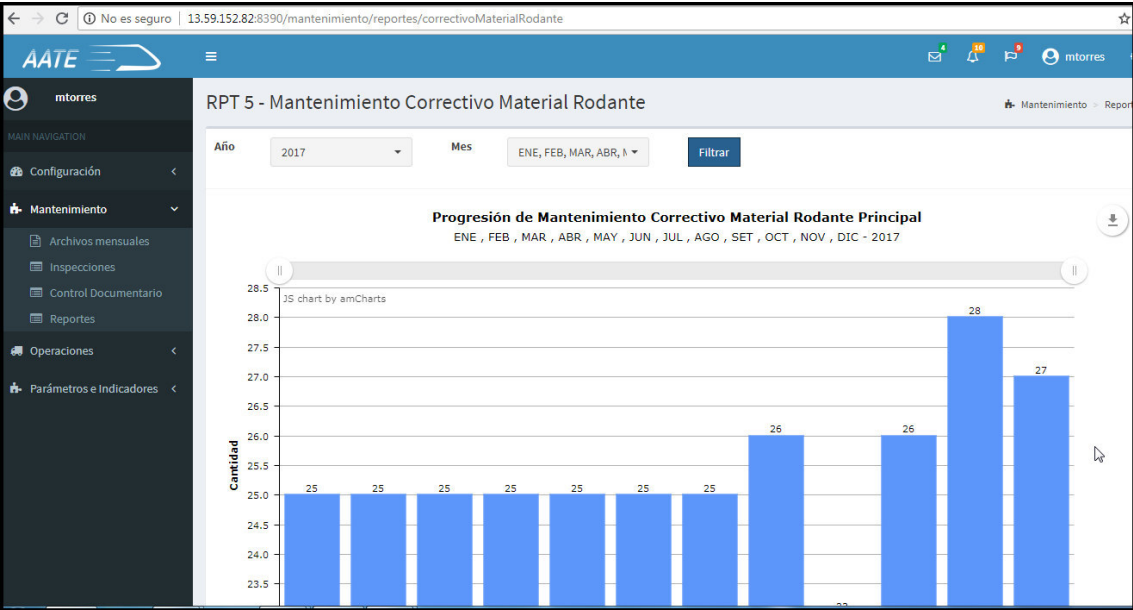 No es seguro | 13.59.152.82:8390/mantenimiento/reportes/correctivoMaterialRodante
AATE
4
10
9
mtorres
mtorres
RPT 5 - Mantenimiento Correctivo Material Rodante
Mantenimiento > Report
MAIN NAVIGATION
Año
2017
Mes
ENE, FEB, MAR, ABR, M
Filtrar
Configuración
Mantenimiento
Archivos mensuales
Inspecciones
Control Documentario
Reportes
Operaciones
Parámetros e Indicadores
Progresión de Mantenimiento Correctivo Material Rodante Principal
ENE , FEB , MAR , ABR , MAY , JUN , JUL , AGO , SET , OCT , NOV , DIC - 2017
JS chart by amCharts
Cantidad
28.5
28.0
27.5
27.0
26.5
26.0
25.5
25.0
24.5
24.0
23.5
25
25
25
25
25
25
25
26
26
28
27